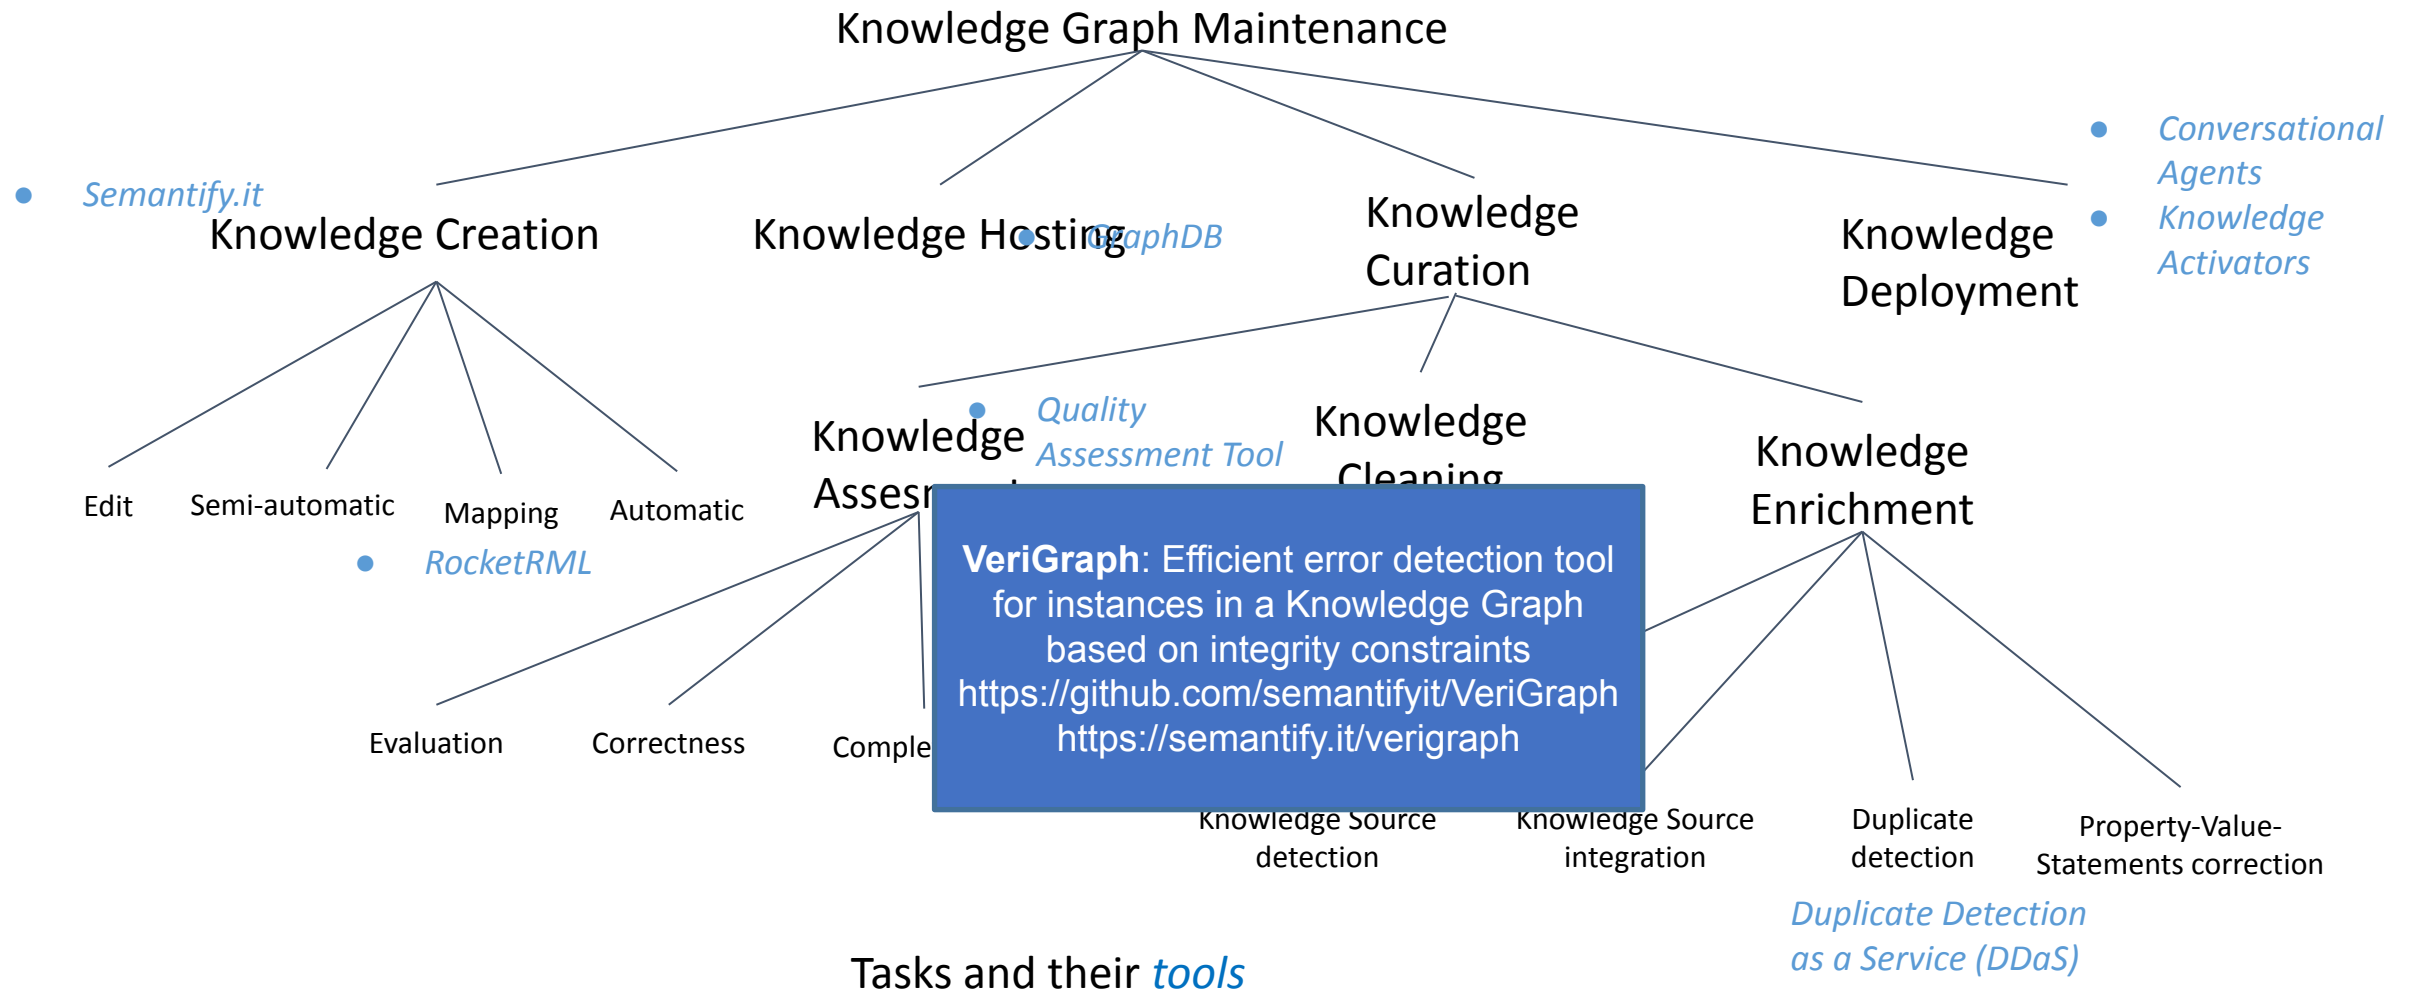 Knowledge Graph Maintenance
Semantify.it
Knowledge Creation
Knowledge Hosting
GraphDB
Knowledge
Curation
Knowledge
Deployment
Conversational
Agents
Knowledge
Activators
Edit
Semi-automatic
Mapping
Automatic
RocketRML
Knowledge
Quality
Assessment Tool
Knowledge
Cleaning
Knowledge
Enrichment
VeriGraph: Efficient error detection tool
for instances in a Knowledge Graph
based on integrity constraints
https://github.com/semantifyit/VeriGraph
https://semantify.it/verigraph
Evaluation
Correctness
Knowledge Source
detection
Knowledge Source
integration
Duplicate
detection
Property-Value-
Statements correction
Duplicate Detection
as a Service (DDaS)
Tasks and their tools